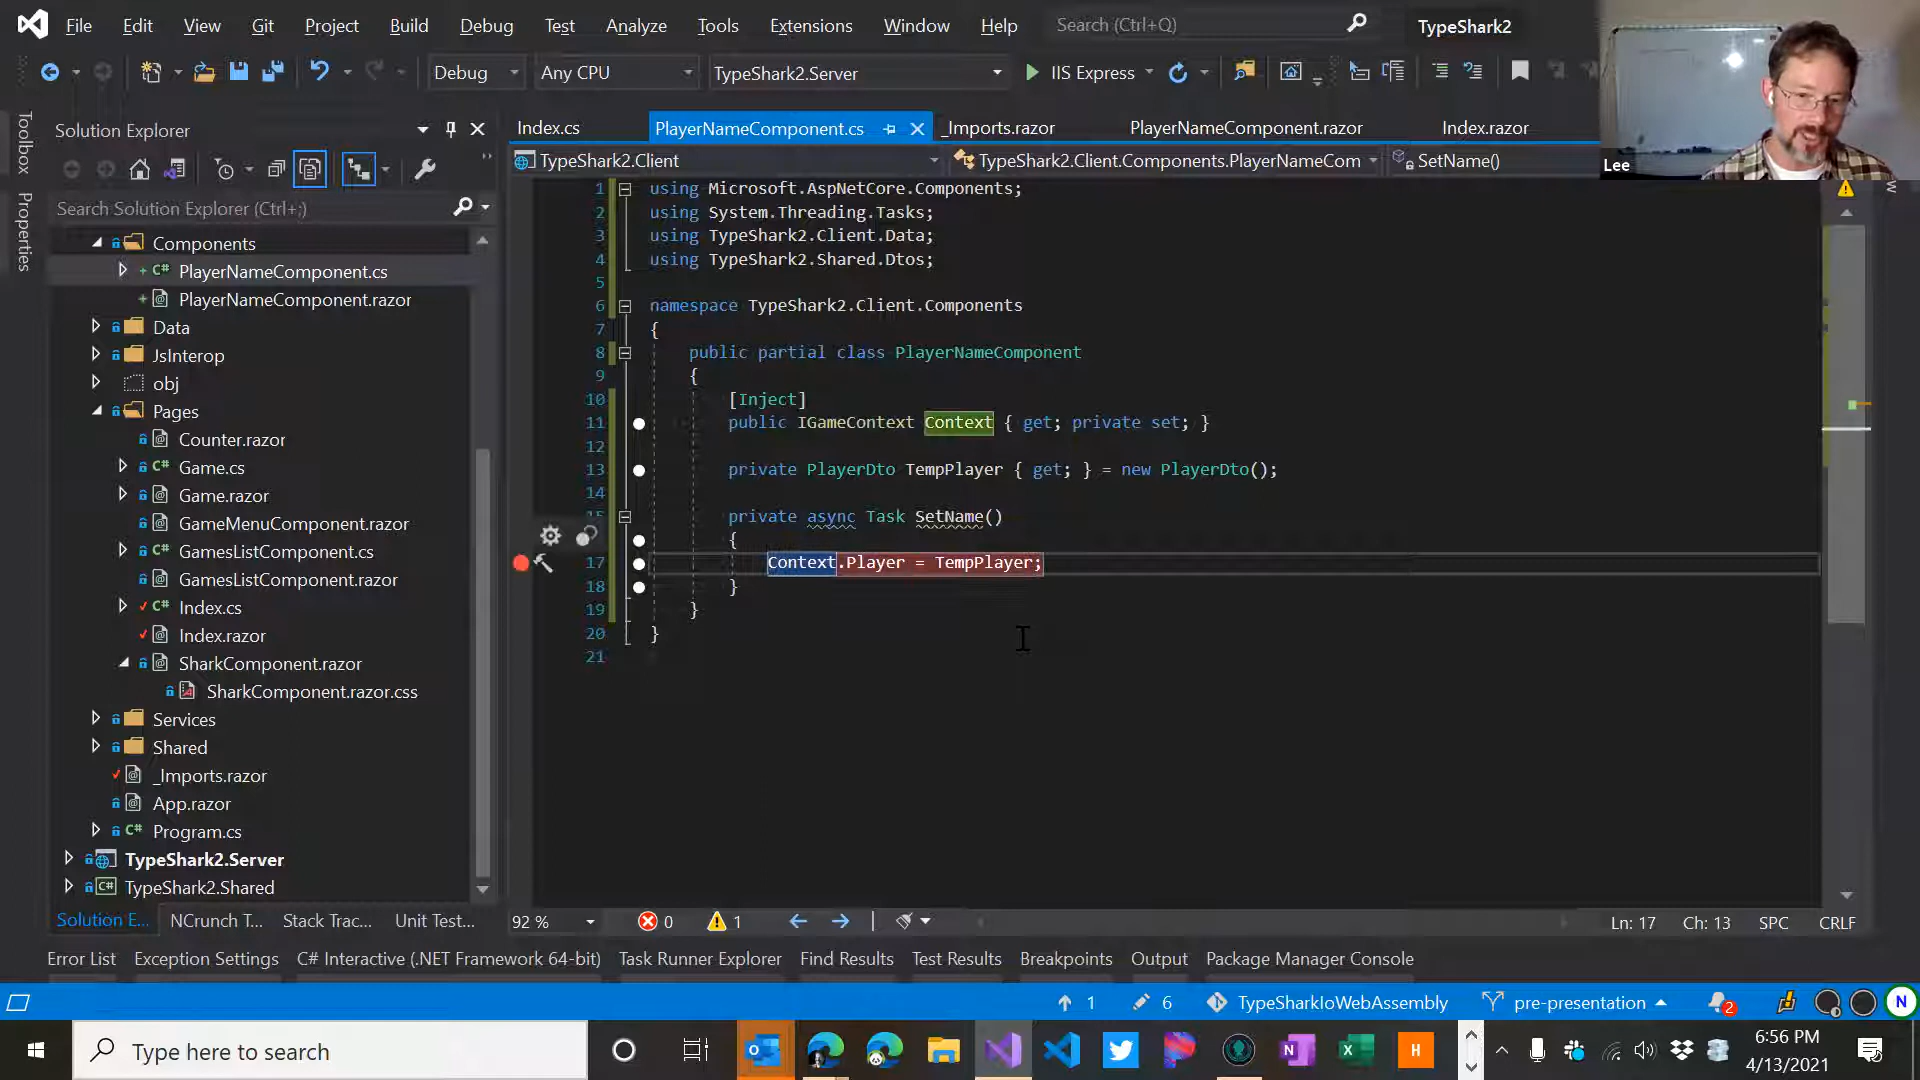 File Edit View Git Project Build Debug Test Analyze Tools Extensions Window Help Search (Ctrl+Q) TypeShark2
Debug Any CPU TypeShark2.Server IIS Express
Lee
Toolbox
Properties
Solution Explorer
Search Solution Explorer (Ctrl+;)
Components
PlayerNameComponent.cs
PlayerNameComponent.razor
Data
JsInterop
obj
Pages
Counter.razor
Game.cs
Game.razor
GameMenuComponent.razor
GamesListComponent.cs
GamesListComponent.razor
Index.cs
Index.razor
SharkComponent.razor
SharkComponent.razor.css
Services
Shared
_Imports.razor
App.razor
Program.cs
TypeShark2.Server
TypeShark2.Shared
Solution E... NCrunch T... Stack Trac... Unit Test...
Index.cs PlayerNameComponent.cs _Imports.razor PlayerNameComponent.razor Index.razor
TypeShark2.Client TypeShark2.Client.Components.PlayerNameCom SetName()
1 using Microsoft.AspNetCore.Components;
2 using System.Threading.Tasks;
3 using TypeShark2.Client.Data;
4 using TypeShark2.Shared.Dtos;
5
6 namespace TypeShark2.Client.Components
7 {
8 public partial class PlayerNameComponent
9 {
10 [Inject]
11 public IGameContext Context { get; private set; }
12
13 private PlayerDto TempPlayer { get; } = new PlayerDto();
14
15 private async Task SetName()
{
17 Context.Player = TempPlayer;
18 }
19 }
20 }
21
92 % 0 1 Ln: 17 Ch: 13 SPC CRLF
Error List Exception Settings C# Interactive (.NET Framework 64-bit) Task Runner Explorer Find Results Test Results Breakpoints Output Package Manager Console
1 6 TypeSharkIoWebAssembly pre-presentation 2 N
Type here to search
H
6:56 PM
4/13/2021